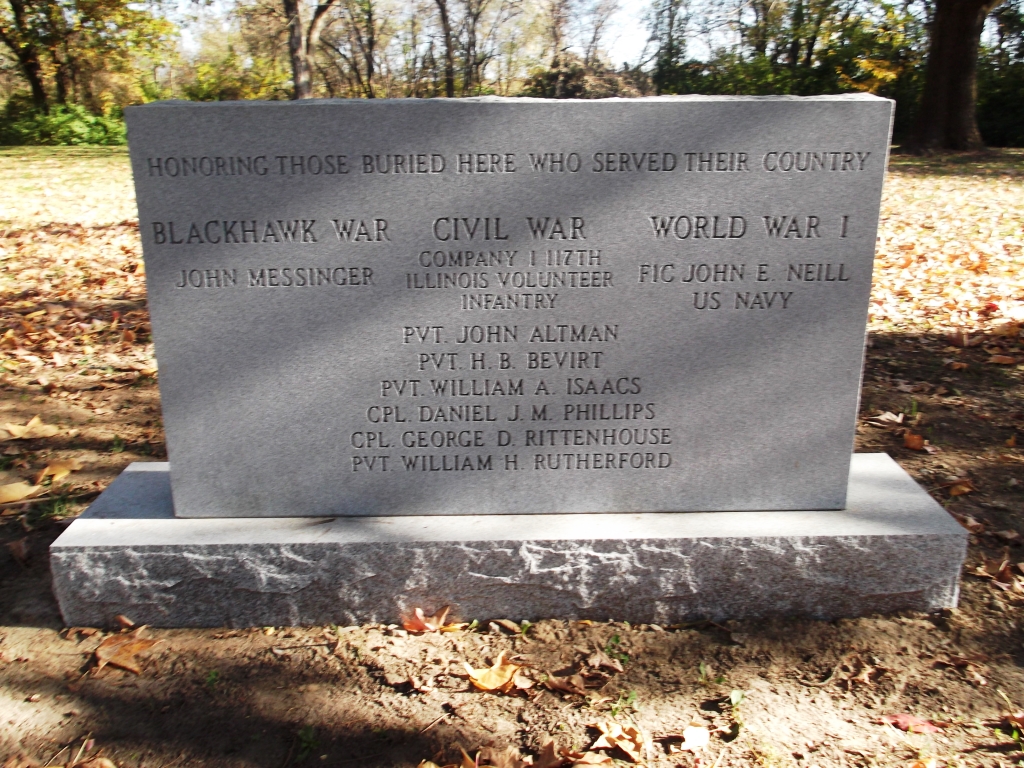 HONORING THOSE BURIED HERE WHO SERVED THEIR COUNTRY
BLACKHAWK WAR
JOHN MESSINGER
CIVIL WAR
COMPANY I 117TH
ILLINOIS VOLUNTEER
INFANTRY
WORLD WAR I
FIC JOHN E. NEILL
US NAVY
PVT. JOHN ALTMAN
PVT. H. B. BEVIRT
PVT. WILLIAM A. ISAACS
CPL. DANIEL J. M. PHILLIPS
CPL. GEORGE D. RITTENHOUSE
PVT. WILLIAM H. RUTHERFORD